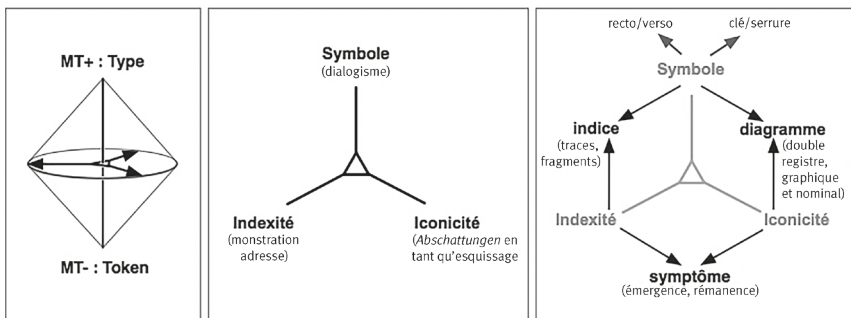 MT+ : Type
MT- : Token
Symbole
(dialogisme)
Indexité
(monstration
adresse)
Iconicité
(Abschattungen en
tant qu'esquissage
recto/verso
clé/serrure
Symbole
indice
(traces,
fragments)
diagramme
(double
registre,
graphique
et nominal)
Indexité
Iconicité
symptôme
(émergence, rémanence)